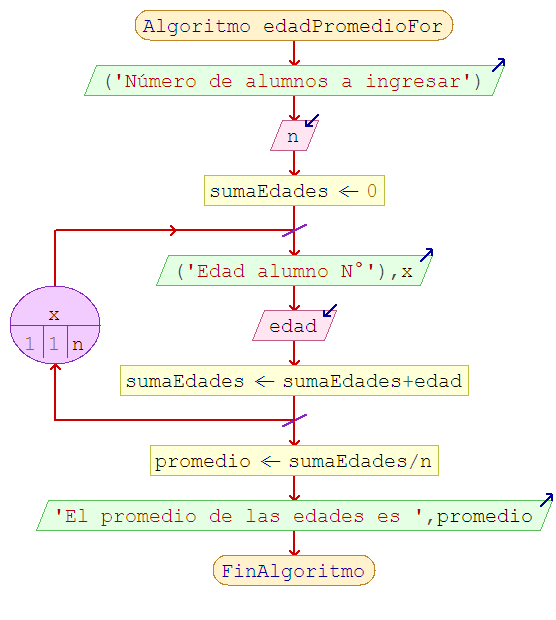 Algoritmo edadPromedioFor
('Número de alumnos a ingresar')
n
sumaEdades ← 0
('Edad alumno N°'),x
x
edad
1 1 n
sumaEdades ← sumaEdades+edad
promedio ← sumaEdades/n
'El promedio de las edades es ',promedio
FinAlgoritmo